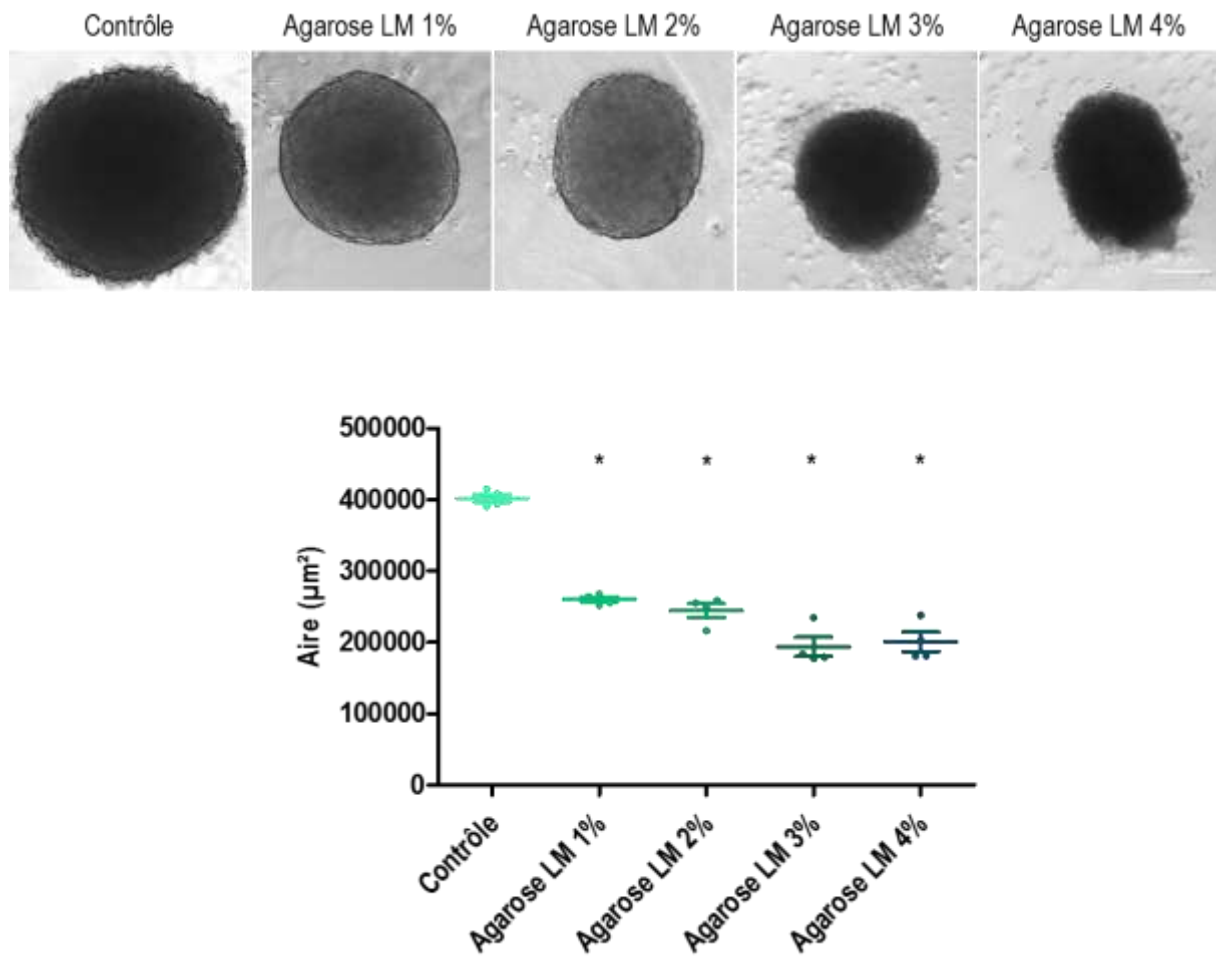 Contrôle
Agarose LM 1%
Agarose LM 2%
Agarose LM 3%
Agarose LM 4%
500000
* * * *
400000
300000
200000
100000
0
Aire (µm²)
Contrôle
Agarose LM 1%
Agarose LM 2%
Agarose LM 3%
Agarose LM 4%